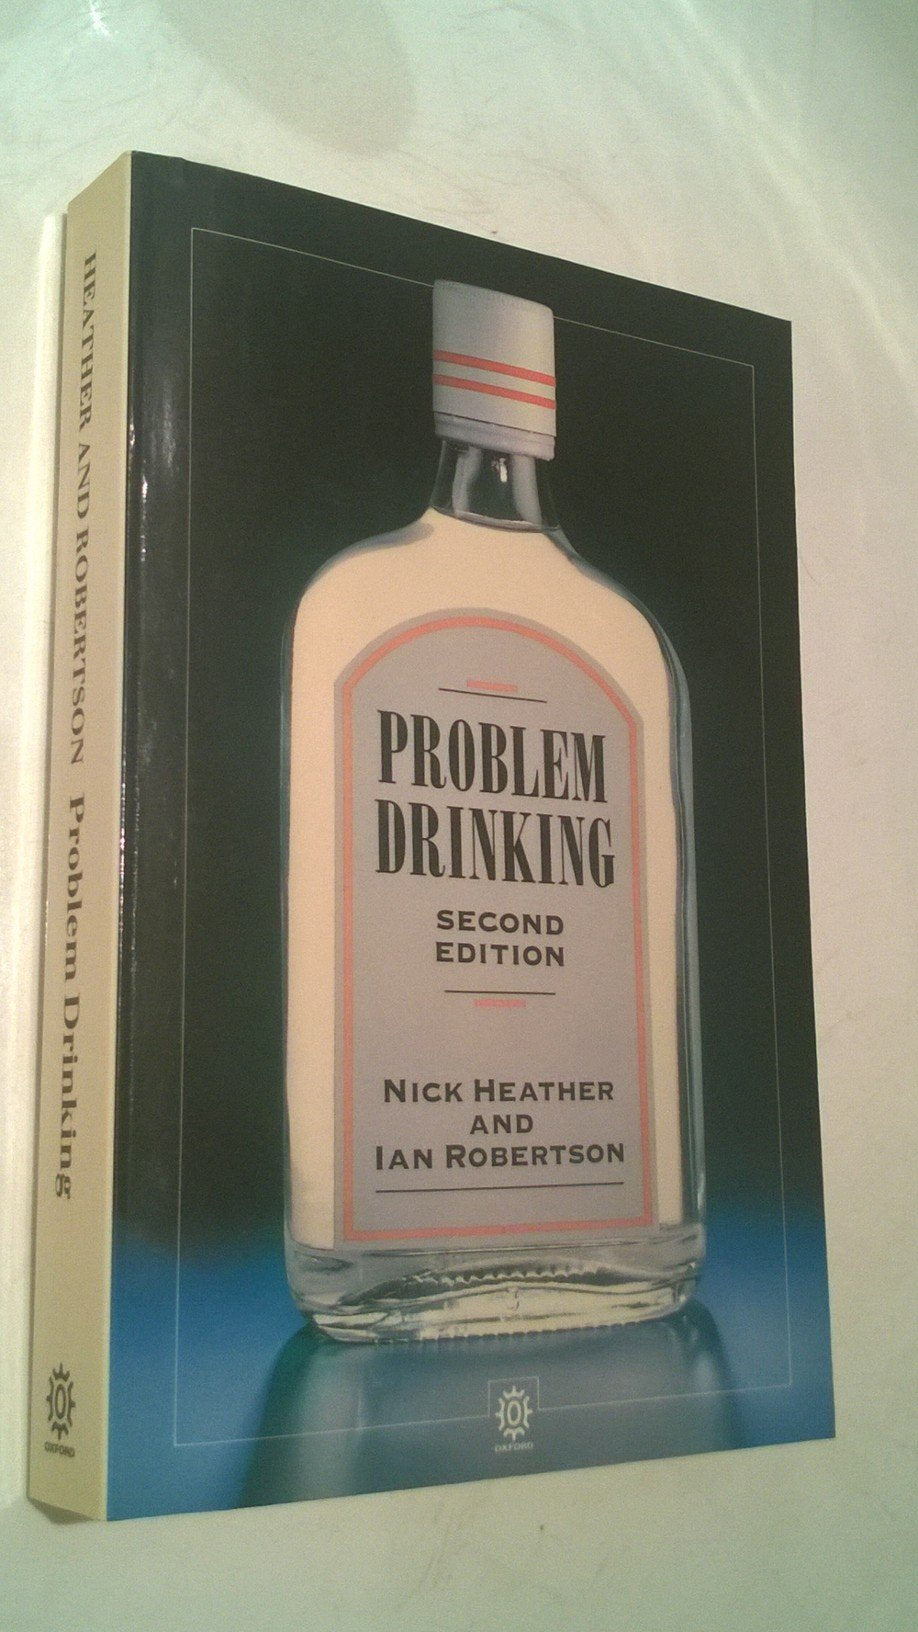 HEATHER AND ROBERTSON Problem Drinking
OXFORD
PROBLEM
DRINKING
SECOND
EDITION
NICK HEATHER
AND
IAN ROBERTSON
OXFORD